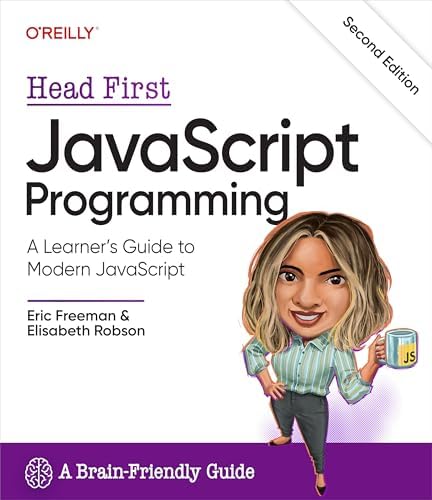 O'REILLY®
Second Edition
Head First
JavaScript
Programming
A Learner's Guide to
Modern JavaScript
Eric Freeman &
Elisabeth Robson
JS
A Brain-Friendly Guide